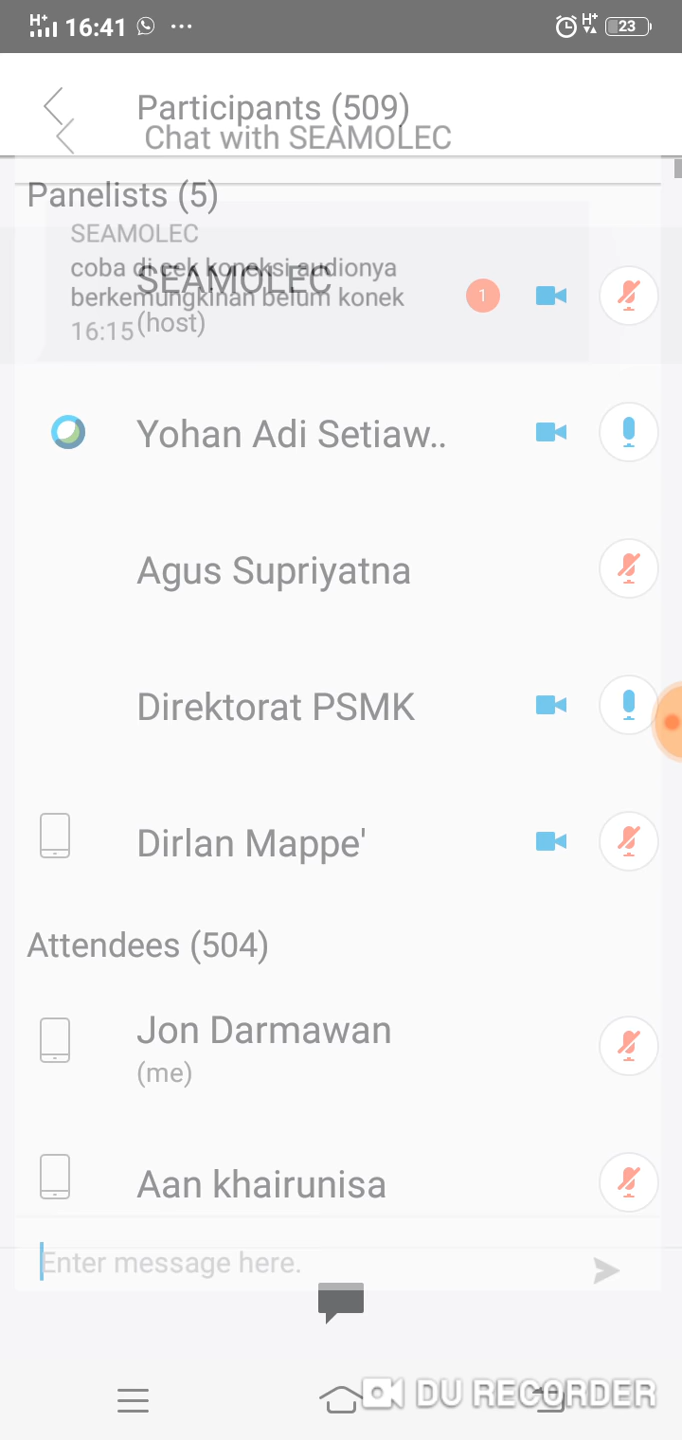 16:41
23
Participants (509)
Chat with SEAMOLEC
Panelists (5)
SEAMOLEC
coba di cek koneksi audionya
berkemungkinan belum konek
16:15
SEAMOLEC
(host)
1
Yohan Adi Setiaw..
Agus Supriyatna
Direktorat PSMK
Dirlan Mappe'
Attendees (504)
Jon Darmawan
(me)
Aan khairunisa
Enter message here.
DU RECORDER